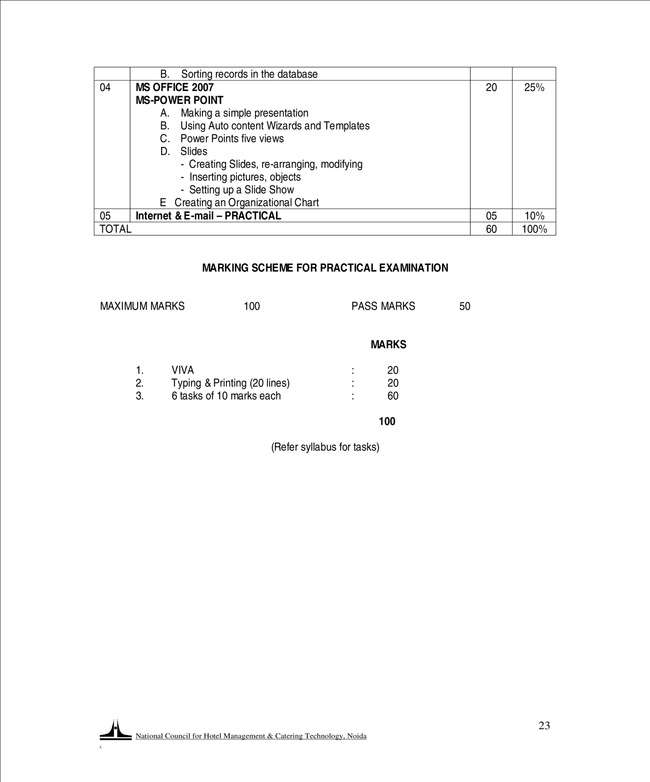 B. Sorting records in the database
04 MS OFFICE 2007 20 25%
MS-POWER POINT
A. Making a simple presentation
B. Using Auto content Wizards and Templates
C. Power Points five views
D. Slides
- Creating Slides, re-arranging, modifying
- Inserting pictures, objects
- Setting up a Slide Show
E Creating an Organizational Chart
05 Internet & E-mail – PRACTICAL 05 10%
TOTAL 60 100%
MARKING SCHEME FOR PRACTICAL EXAMINATION
MAXIMUM MARKS 100 PASS MARKS 50
MARKS
1. VIVA : 20
2. Typing & Printing (20 lines) : 20
3. 6 tasks of 10 marks each : 60
100
(Refer syllabus for tasks)
23
National Council for Hotel Management & Catering Technology, Noida